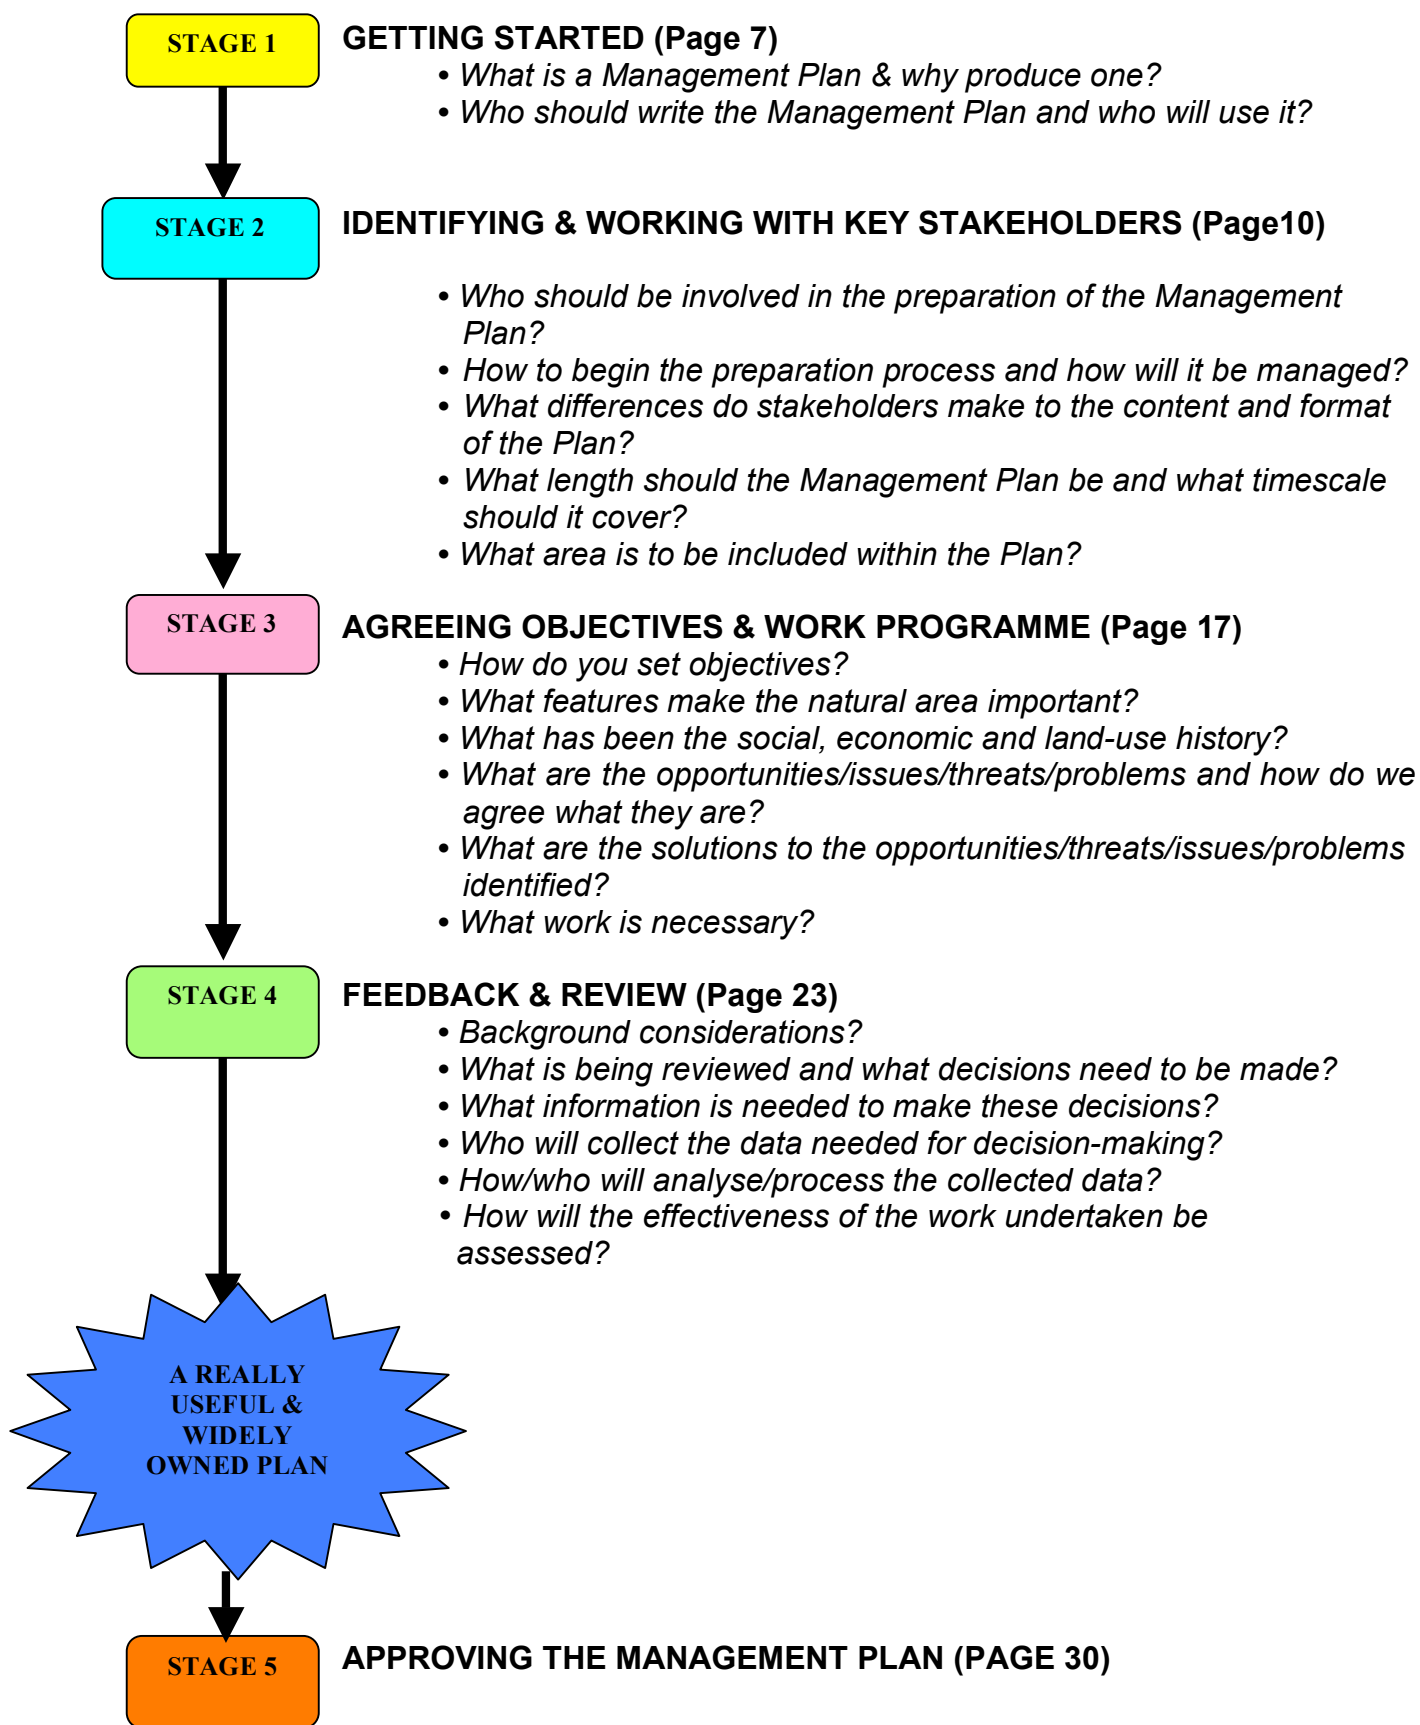 STAGE 1
GETTING STARTED (Page 7)
• What is a Management Plan & why produce one?
• Who should write the Management Plan and who will use it?
STAGE 2
IDENTIFYING & WORKING WITH KEY STAKEHOLDERS (Page10)
• Who should be involved in the preparation of the Management
Plan?
• How to begin the preparation process and how will it be managed?
• What differences do stakeholders make to the content and format
of the Plan?
• What length should the Management Plan be and what timescale
should it cover?
• What area is to be included within the Plan?
STAGE 3
AGREEING OBJECTIVES & WORK PROGRAMME (Page 17)
• How do you set objectives?
• What features make the natural area important?
• What has been the social, economic and land-use history?
• What are the opportunities/issues/threats/problems and how do we
agree what they are?
• What are the solutions to the opportunities/threats/issues/problems
identified?
• What work is necessary?
STAGE 4
FEEDBACK & REVIEW (Page 23)
• Background considerations?
• What is being reviewed and what decisions need to be made?
• What information is needed to make these decisions?
• Who will collect the data needed for decision-making?
• How/who will analyse/process the collected data?
• How will the effectiveness of the work undertaken be
assessed?
A REALLY
USEFUL &
WIDELY
OWNED PLAN
STAGE 5
APPROVING THE MANAGEMENT PLAN (PAGE 30)